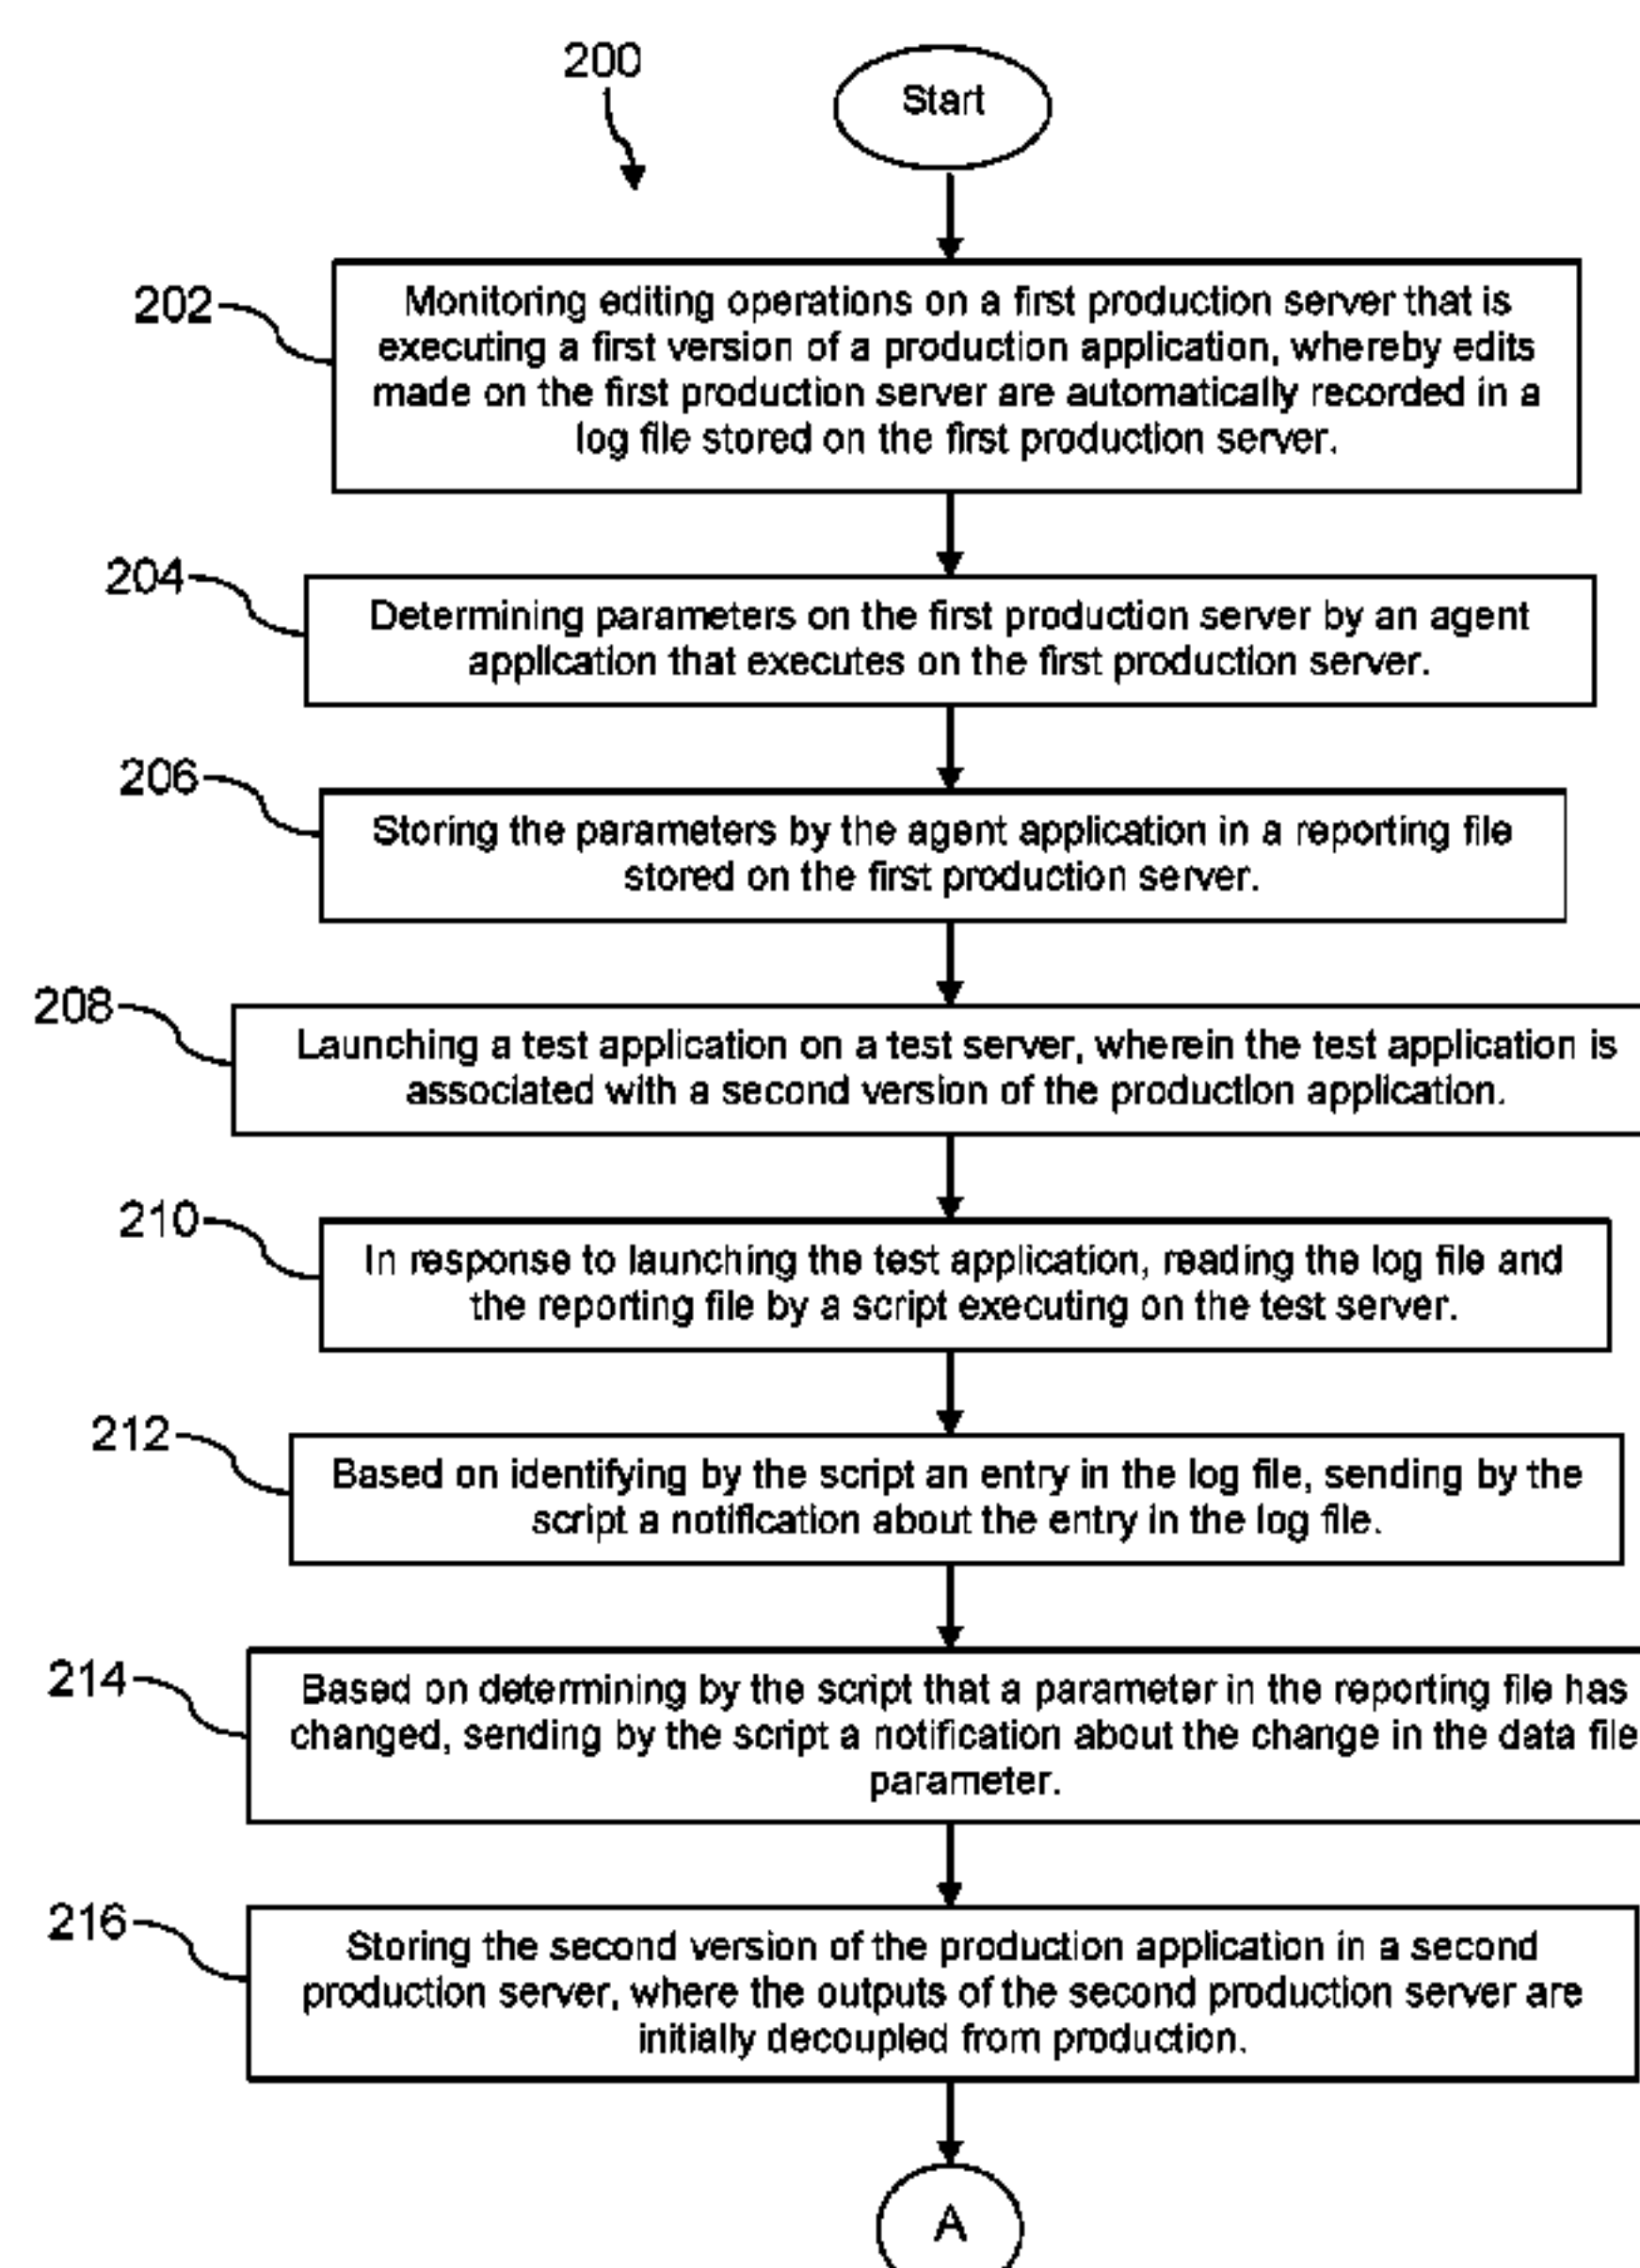 200
Start
202
Monitoring editing operations on a first production server that is
executing a first version of a production application, whereby edits
made on the first production server are automatically recorded in a
log file stored on the first production server.
204
Determining parameters on the first production server by an agent
application that executes on the first production server.
206
Storing the parameters by the agent application in a reporting file
stored on the first production server.
208
Launching a test application on a test server, wherein the test application is
associated with a second version of the production application.
210
In response to launching the test application, reading the log file and
the reporting file by a script executing on the test server.
212
Based on identifying by the script an entry in the log file, sending by the
script a notification about the entry in the log file.
214
Based on determining by the script that a parameter in the reporting file has
changed, sending by the script a notification about the change in the data file
parameter.
216
Storing the second version of the production application in a second
production server, where the outputs of the second production server are
initially decoupled from production.
A